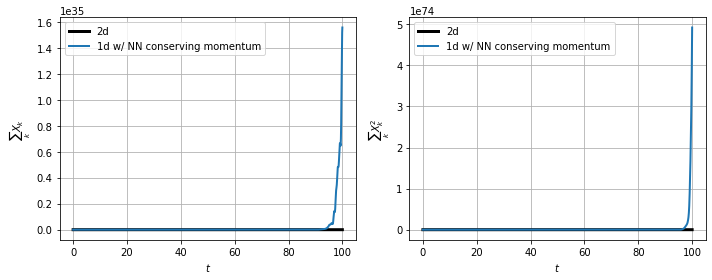 1e35
1.6
1.4
1.2
1.0
0.8
0.6
0.4
0.2
0.0
2d
1d w/ NN conserving momentum
∑ₖ Xₖ
0 20 40 60 80 100
t
1e74
5
4
3
2
1
0
2d
1d w/ NN conserving momentum
∑ₖ Xₖ²
0 20 40 60 80 100
t